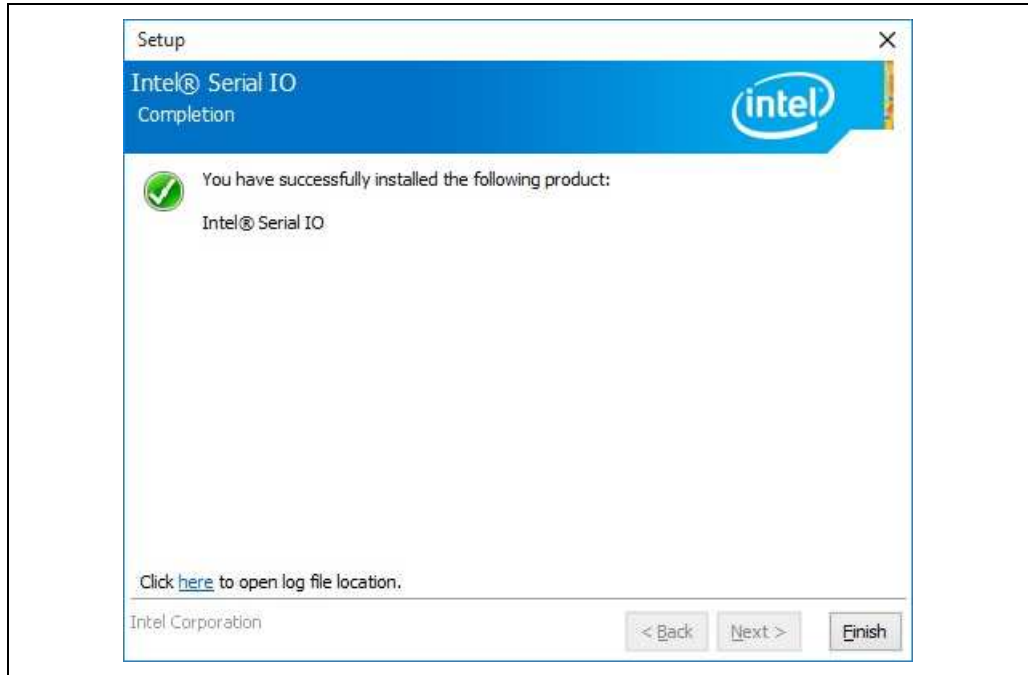 Setup
Intel® Serial IO
Completion
intel
You have successfully installed the following product:
Intel® Serial IO
Click here to open log file location.
Intel Corporation
< Back Next > Finish